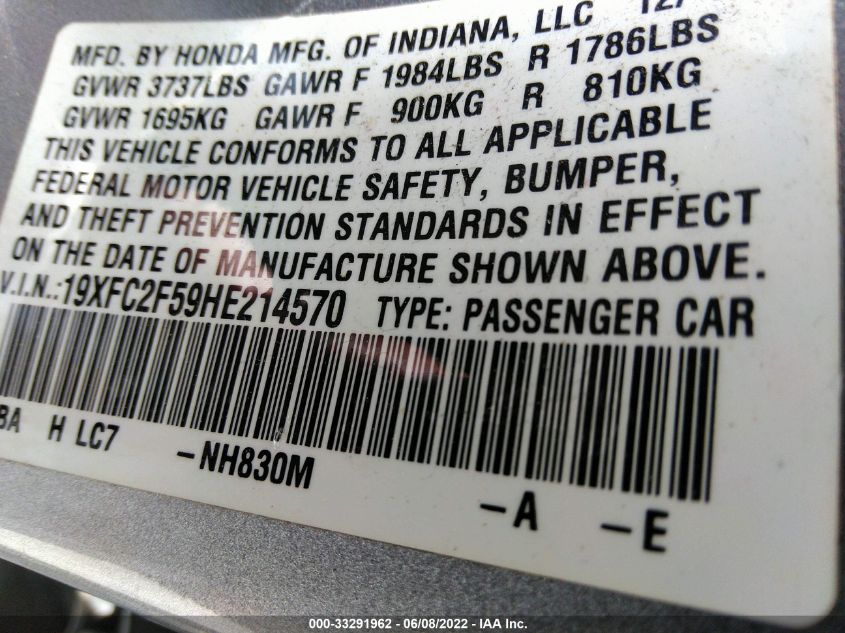 MFD. BY HONDA MFG. OF INDIANA, LLC 12/
GVWR 3737LBS GAWR F 1984LBS R 1786LBS
GVWR 1695KG GAWR F 900KG R 810KG
THIS VEHICLE CONFORMS TO ALL APPLICABLE
FEDERAL MOTOR VEHICLE SAFETY, BUMPER,
AND THEFT PREVENTION STANDARDS IN EFFECT
ON THE DATE OF MANUFACTURE SHOWN ABOVE.
V.I.N.:19XFC2F59HE214570 TYPE: PASSENGER CAR
BA H LC7 -NH830M -A -E
000-33291962 - 06/08/2022 - IAA Inc.